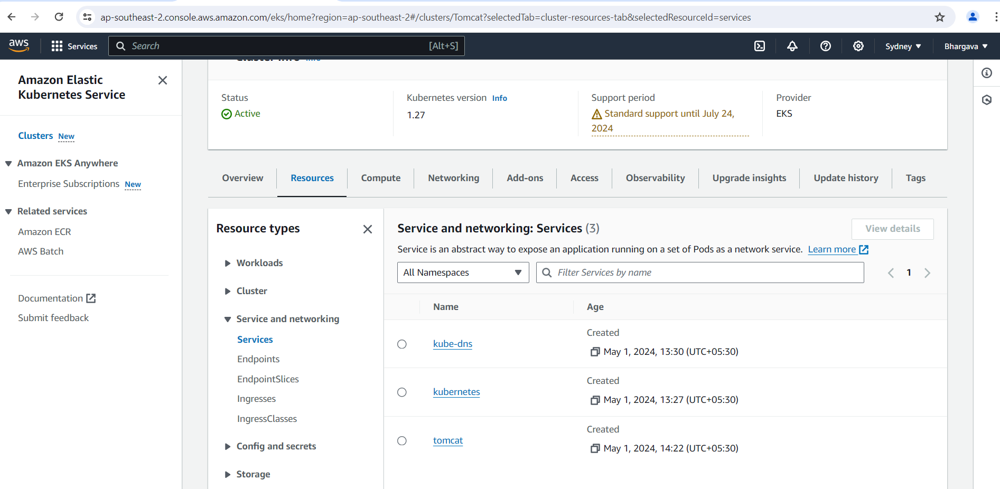 ap-southeast-2.console.aws.amazon.com/eks/home?region=ap-southeast-2#/clusters/Tomcat?selectedTab=cluster-resources-tab&selectedResourceId=services
aws
Services
Search
[Alt+S]
Sydney
Bhargava
Amazon Elastic
Kubernetes Service
Clusters New
Amazon EKS Anywhere
Enterprise Subscriptions New
Related services
Amazon ECR
AWS Batch
Documentation
Submit feedback
Cluster info Info
Status
Active
Kubernetes version Info
1.27
Support period
Standard support until July 24,
2024
Provider
EKS
Overview
Resources
Compute
Networking
Add-ons
Access
Observability
Upgrade insights
Update history
Tags
Resource types
Workloads
Cluster
Service and networking
Services
Endpoints
EndpointSlices
Ingresses
IngressClasses
Config and secrets
Storage
Service and networking: Services (3)
View details
Service is an abstract way to expose an application running on a set of Pods as a network service. Learn more
All Namespaces
Filter Services by name
1
Name
Age
kube-dns
Created
May 1, 2024, 13:30 (UTC+05:30)
kubernetes
Created
May 1, 2024, 13:27 (UTC+05:30)
tomcat
Created
May 1, 2024, 14:22 (UTC+05:30)